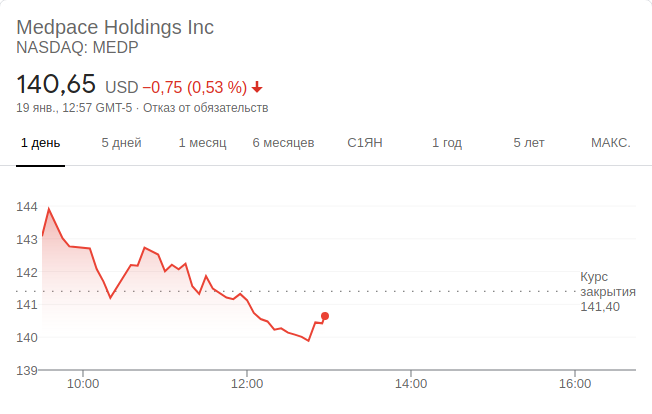 Medpace Holdings Inc
NASDAQ: MEDP
140,65 USD −0,75 (0,53 %)
19 янв., 12:57 GMT-5 · Отказ от обязательств
1 день 5 дней 1 месяц 6 месяцев С1ЯН 1 год 5 лет МАКС.
144
143
142
141
140
139
Курс
закрытия
141,40
10:00 12:00 14:00 16:00